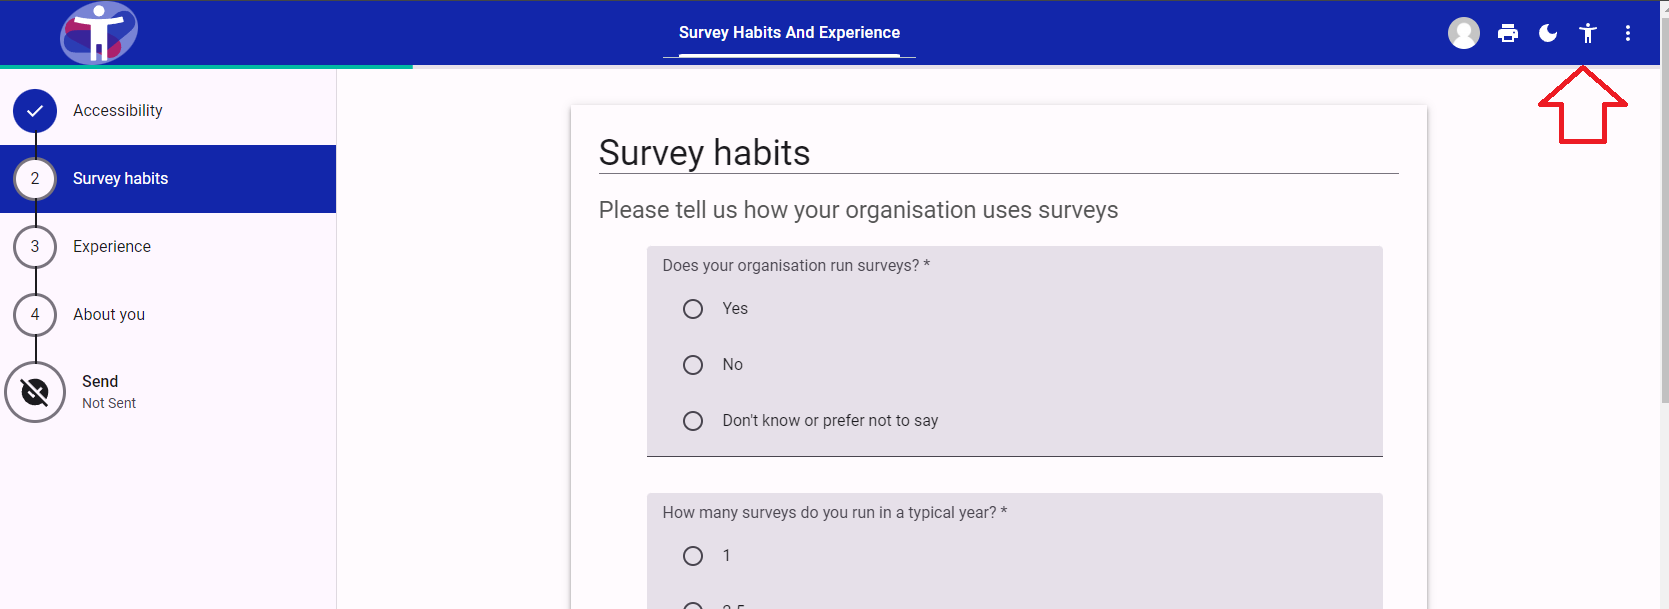 Survey Habits And Experience
Accessibility
2 Survey habits
3 Experience
4 About you
Send
Not Sent
Survey habits
Please tell us how your organisation uses surveys
Does your organisation run surveys? *
Yes
No
Don't know or prefer not to say
How many surveys do you run in a typical year? *
1